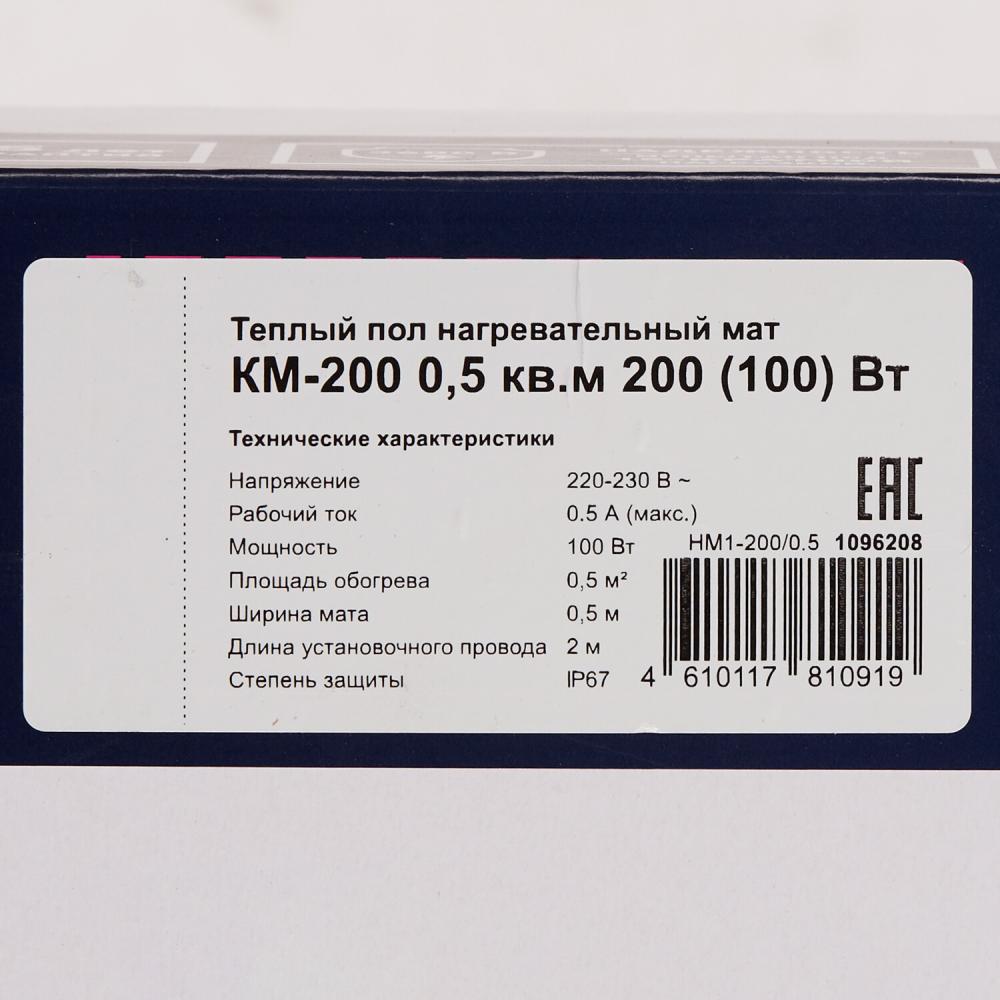 Теплый пол нагревательный мат
КМ-200 0,5 кв.м 200 (100) Вт
Технические характеристики
Напряжение 220-230 В ~
Рабочий ток 0.5 А (макс.)
Мощность 100 Вт
Площадь обогрева 0,5 м²
Ширина мата 0,5 м
Длина установочного провода 2 м
Степень защиты IP67
EAC
НМ1-200/0.5 1096208
4 610117 810919